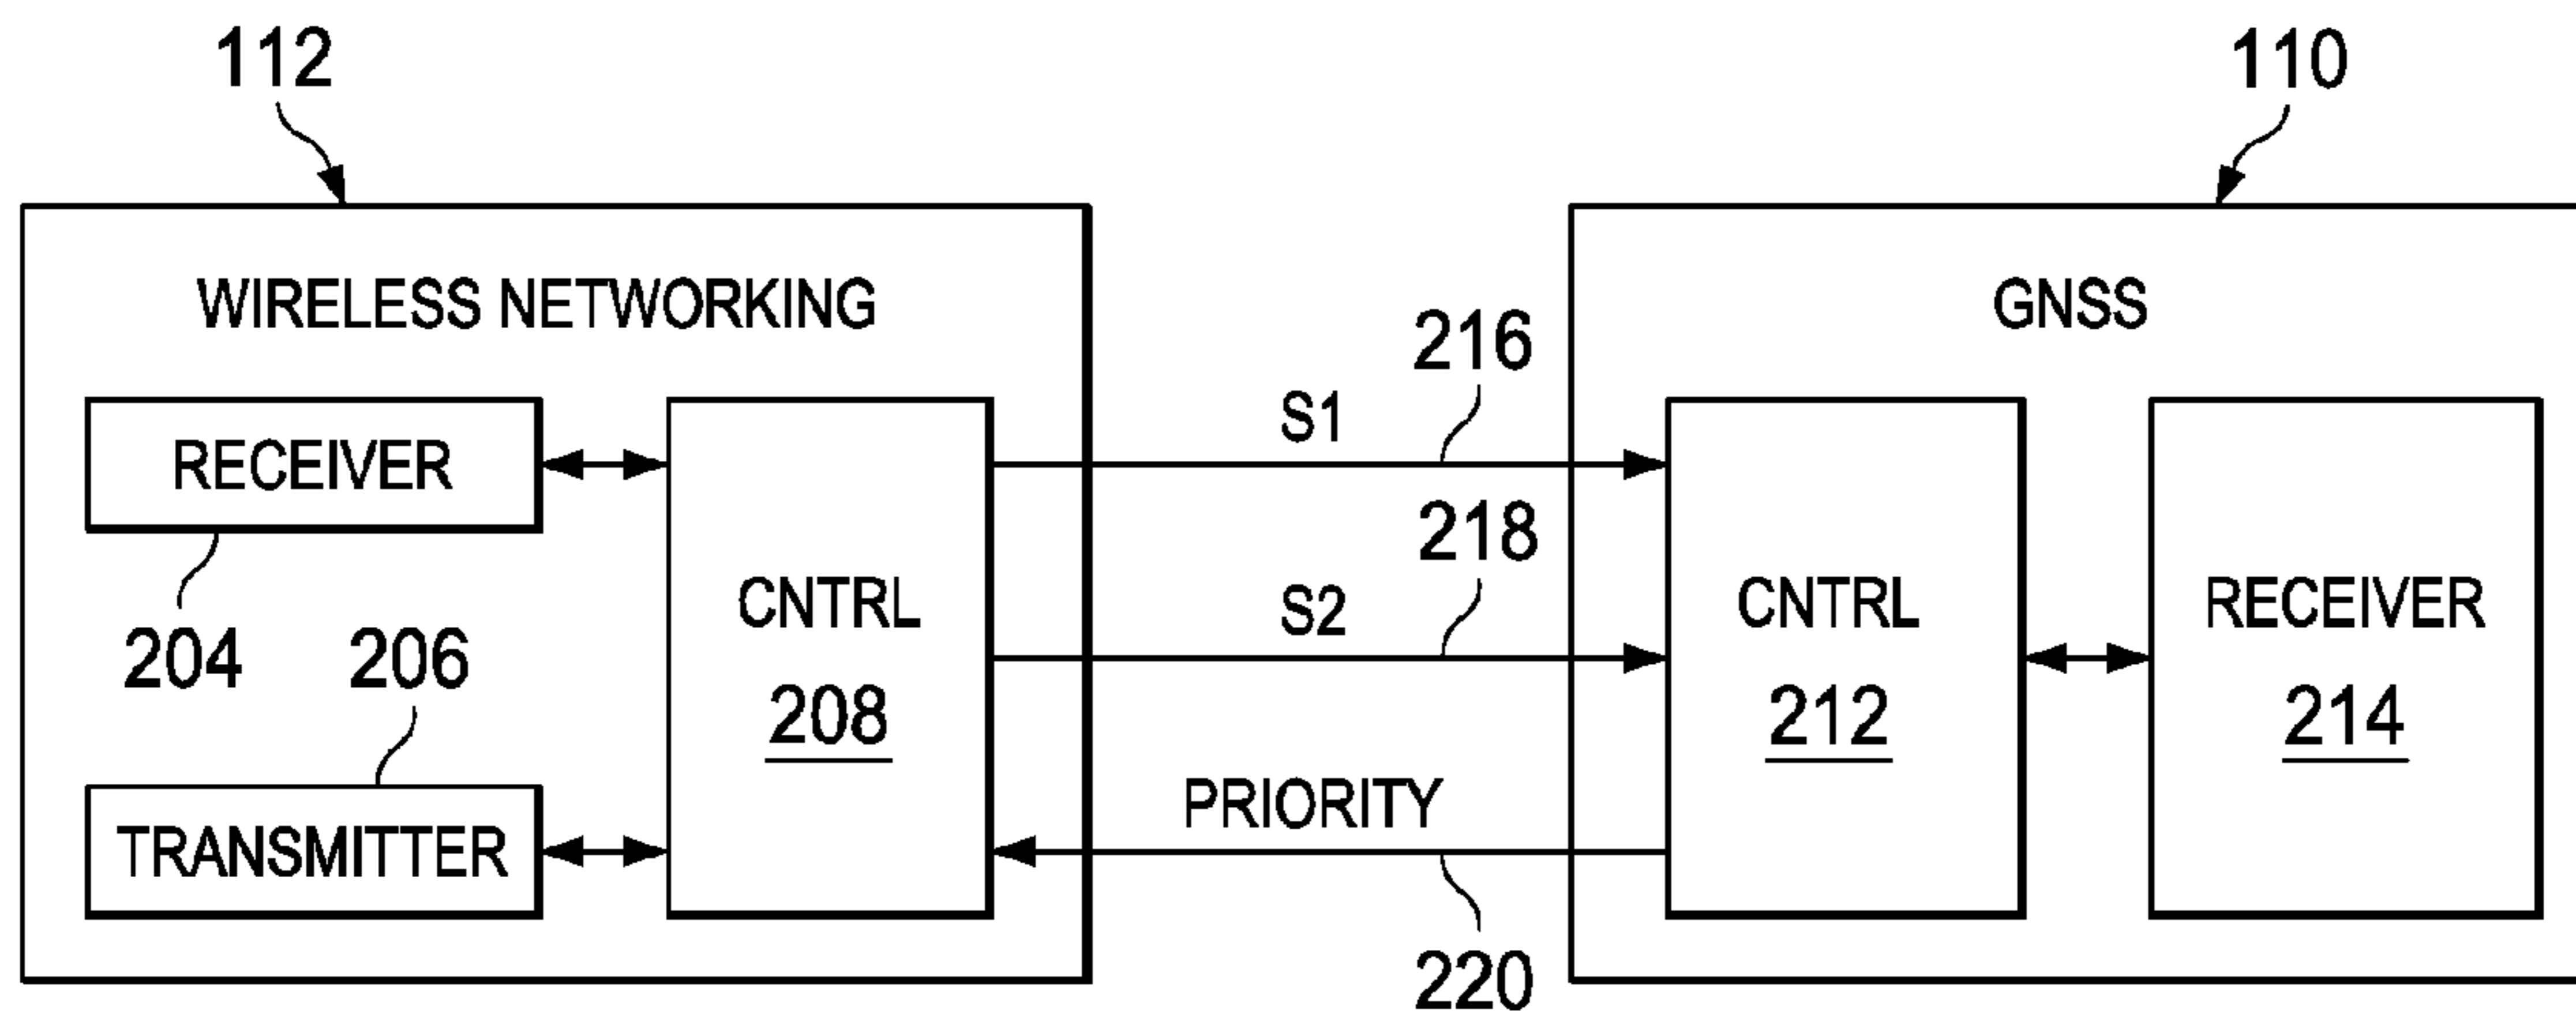 112
110
WIRELESS NETWORKING
GNSS
216
S1
RECEIVER
218
CNTRL
208
S2
CNTRL
212
RECEIVER
214
204
206
PRIORITY
TRANSMITTER
220